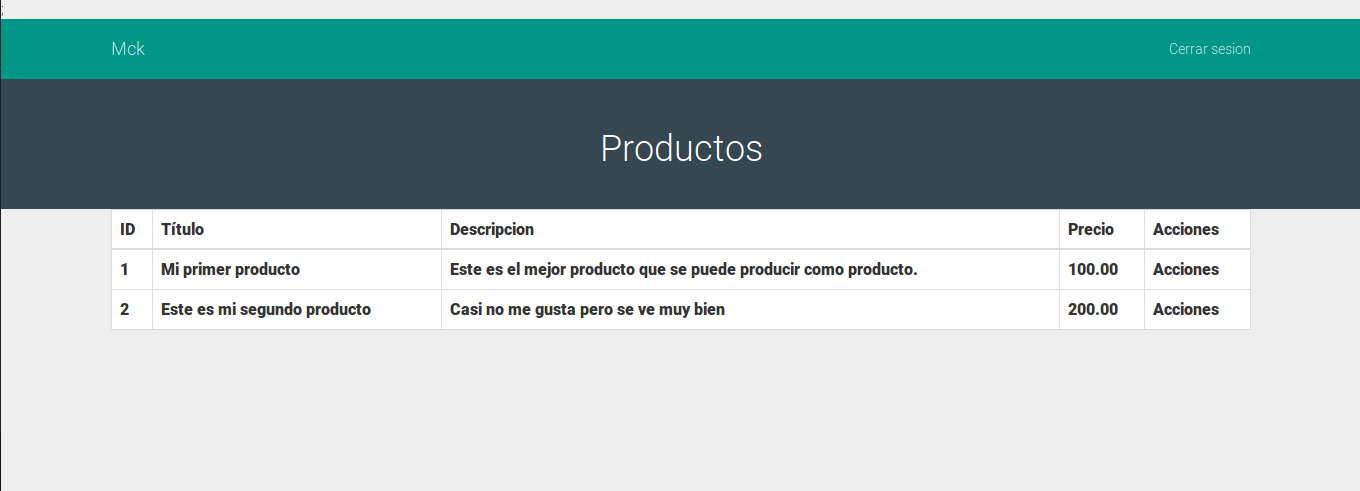 ;
Mck Cerrar sesion
Productos
ID Título Descripcion Precio Acciones
1 Mi primer producto Este es el mejor producto que se puede producir como producto. 100.00 Acciones
2 Este es mi segundo producto Casi no me gusta pero se ve muy bien 200.00 Acciones